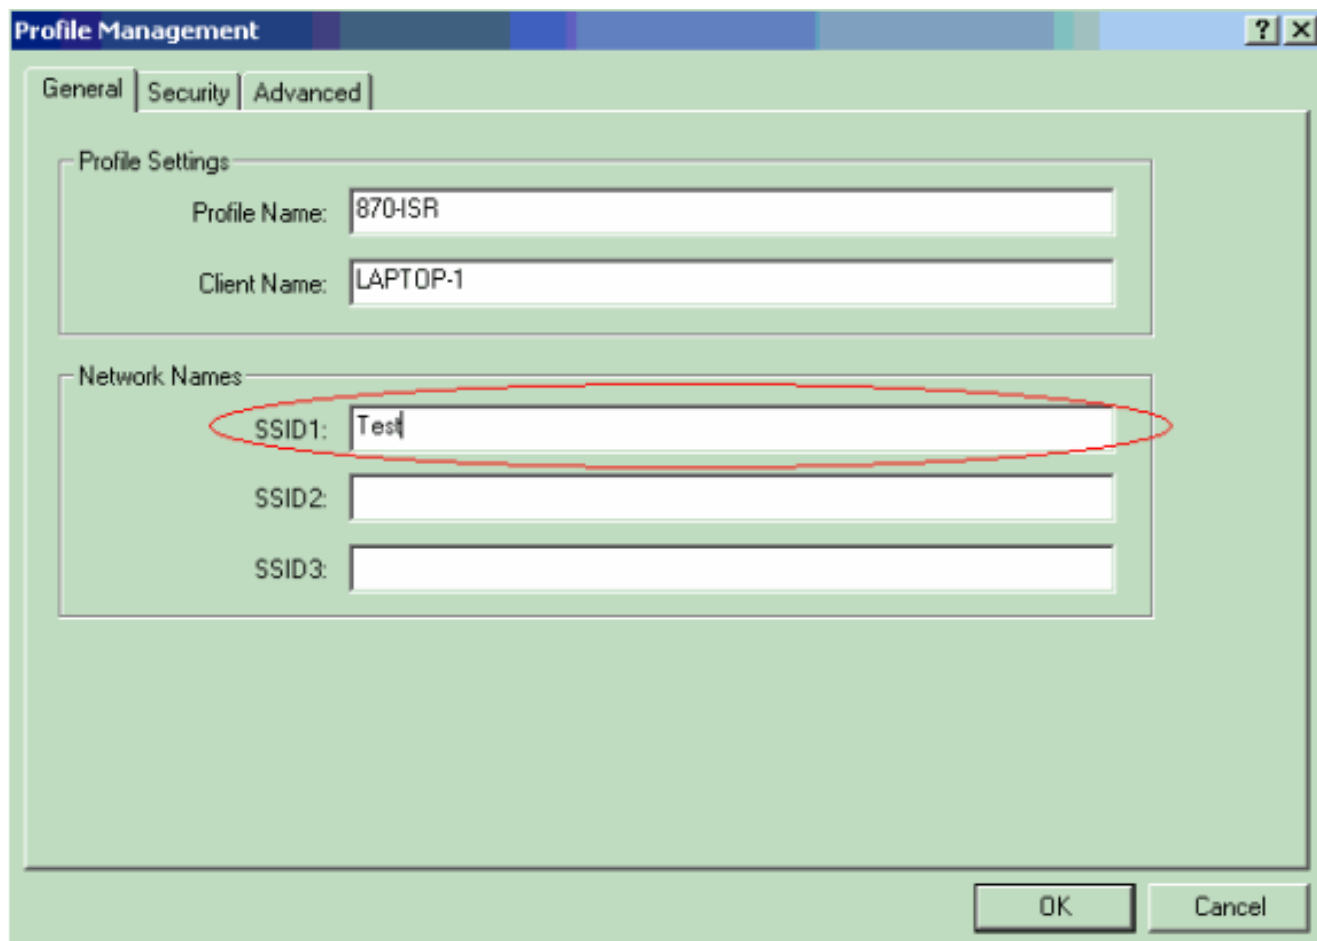 Profile Management
General Security Advanced
Profile Settings
Profile Name: 870-ISR
Client Name: LAPTOP-1
Network Names
SSID1: Test
SSID2:
SSID3:
OK Cancel